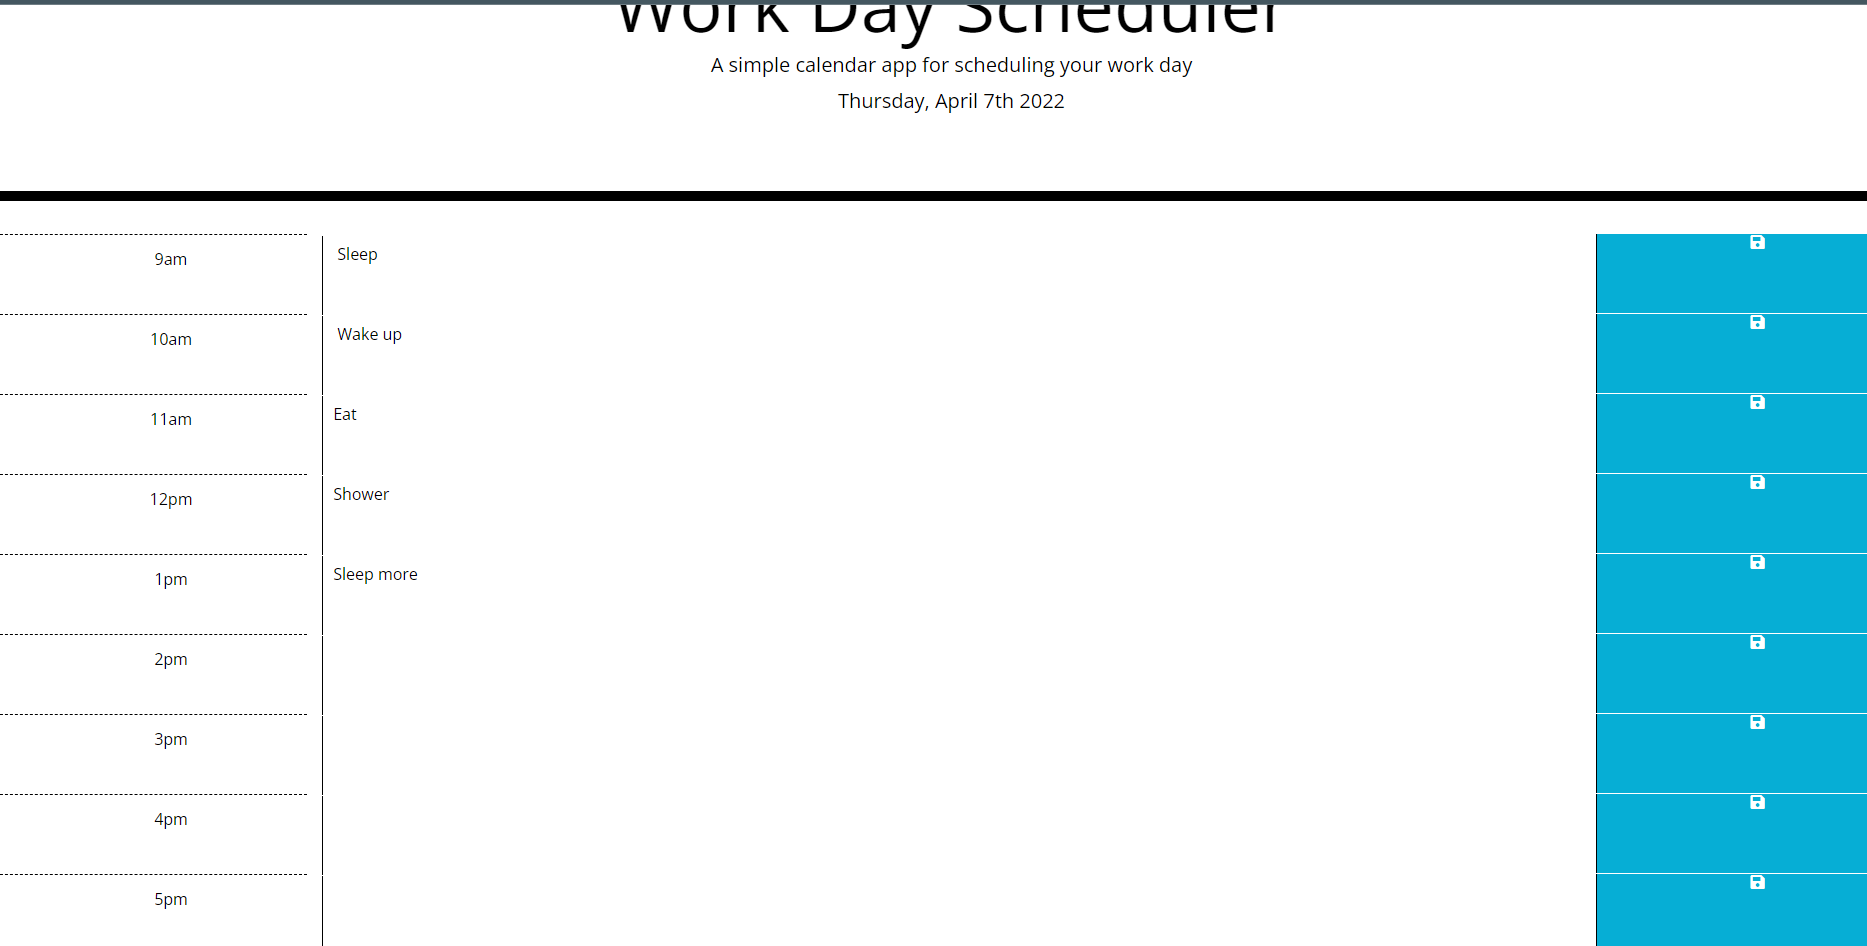 Work Day Scheduler
A simple calendar app for scheduling your work day
Thursday, April 7th 2022
9am Sleep
10am Wake up
11am Eat
12pm Shower
1pm Sleep more
2pm
3pm
4pm
5pm